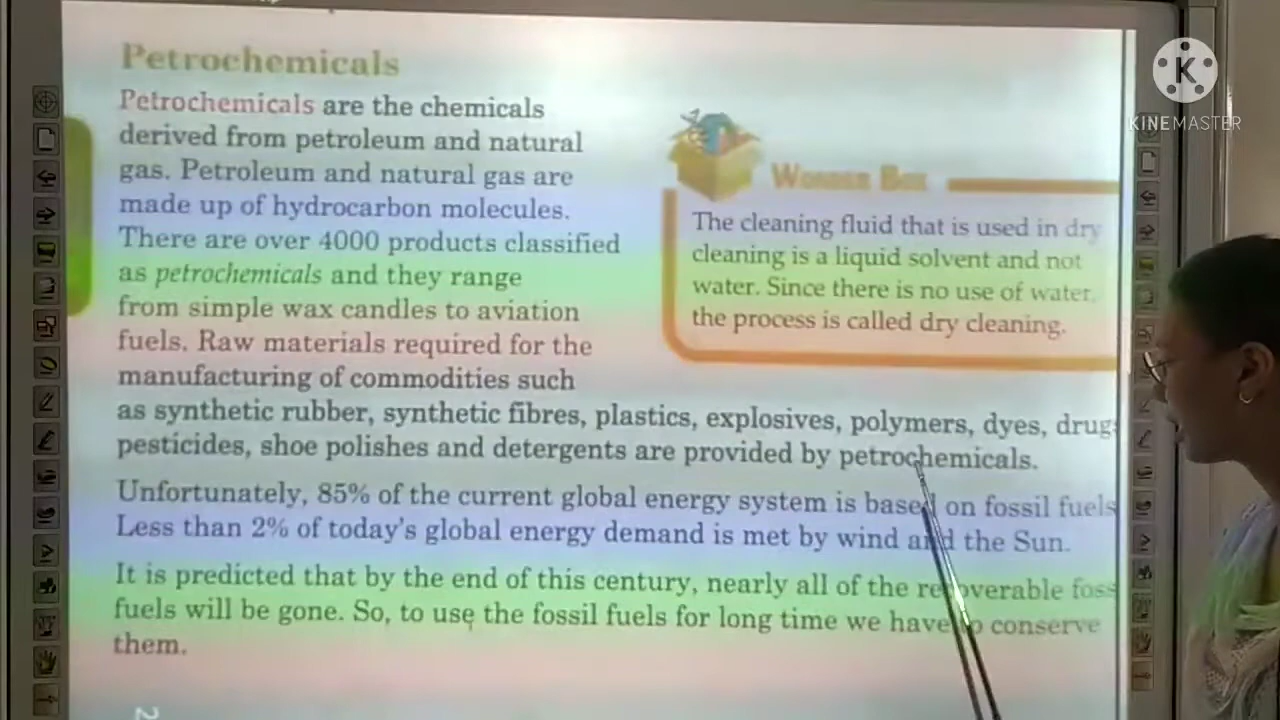 Petrochemicals
Petrochemicals are the chemicals
derived from petroleum and natural
gas. Petroleum and natural gas are
made up of hydrocarbon molecules.
There are over 4000 products classified
as petrochemicals and they range
from simple wax candles to aviation
fuels. Raw materials required for the
manufacturing of commodities such
as synthetic rubber, synthetic fibres, plastics, explosives, polymers, dyes, drugs
pesticides, shoe polishes and detergents are provided by petrochemicals.
Unfortunately, 85% of the current global energy system is based on fossil fuels
Less than 2% of today's global energy demand is met by wind and the Sun.
It is predicted that by the end of this century, nearly all of the recoverable foss
fuels will be gone. So, to use the fossil fuels for long time we have to conserve
them.
WONDER BOX
The cleaning fluid that is used in dry
cleaning is a liquid solvent and not
water. Since there is no use of water,
the process is called dry cleaning.
K
KINEMASTER
2